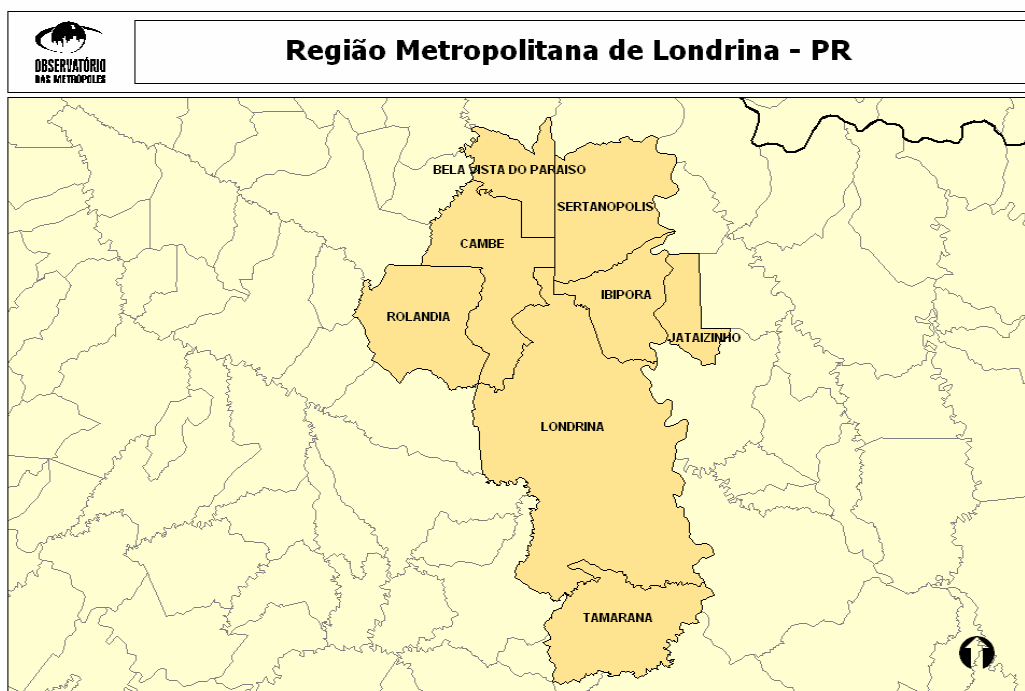 OBSERVATÓRIO
DAS METRÓPOLES
Região Metropolitana de Londrina - PR
BELA VISTA DO PARAISO
SERTANOPOLIS
CAMBE
IBIPORA
ROLANDIA
JATAIZINHO
LONDRINA
TAMARANA